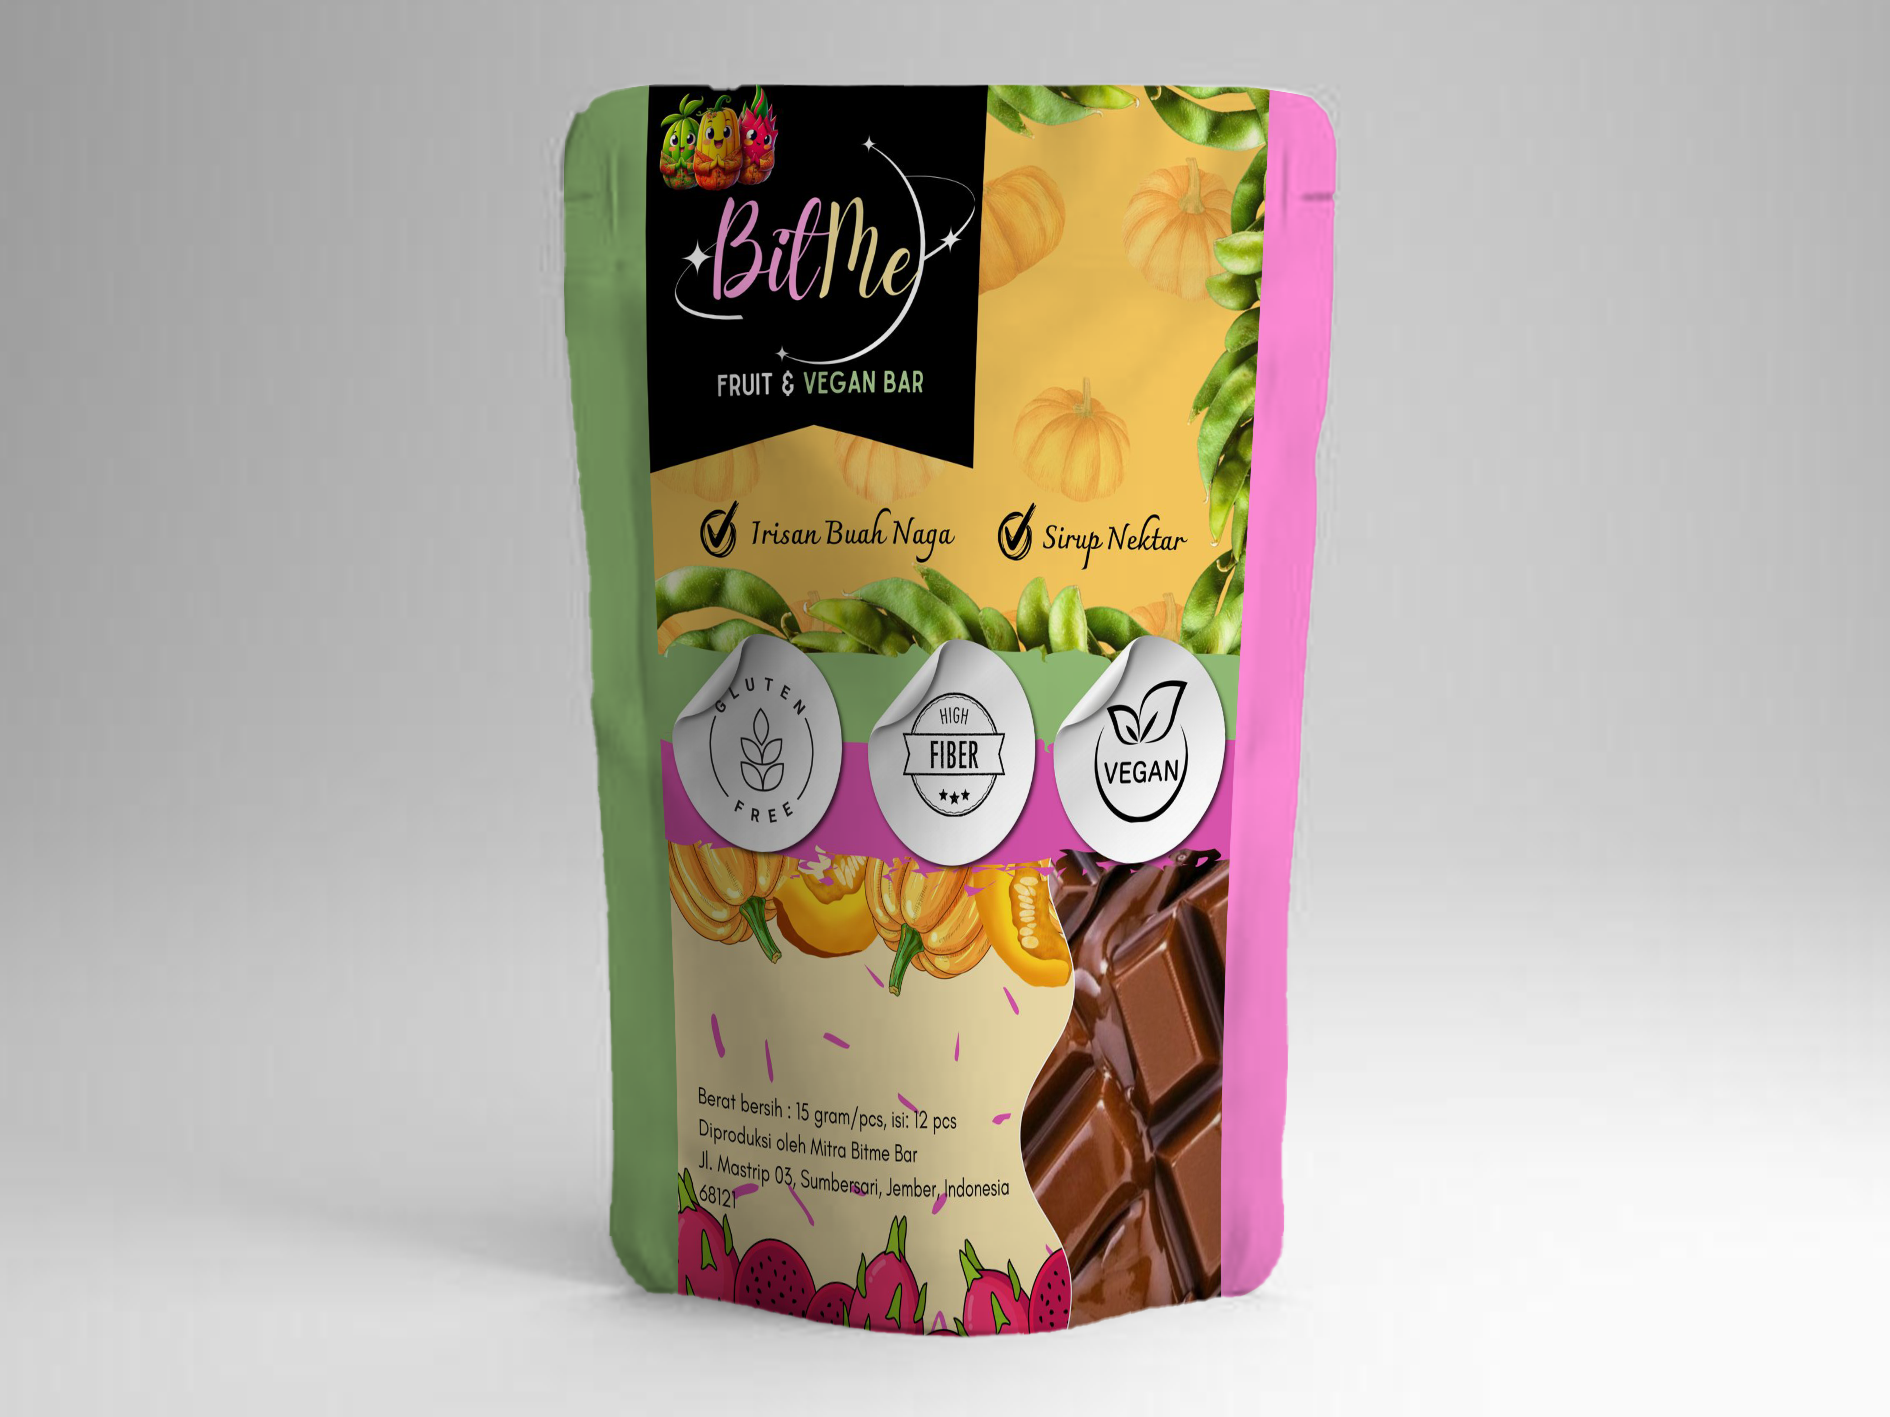 BitMe
FRUIT & VEGAN BAR
Irisan Buah Naga
Sirup Nektar
GLUTEN
FREE
HIGH
FIBER
VEGAN
Berat bersih : 15 gram/pcs, isi: 12 pcs
Diproduksi oleh Mitra Bitme Bar
Jl. Mastrip 03, Sumbersari, Jember, Indonesia
68121